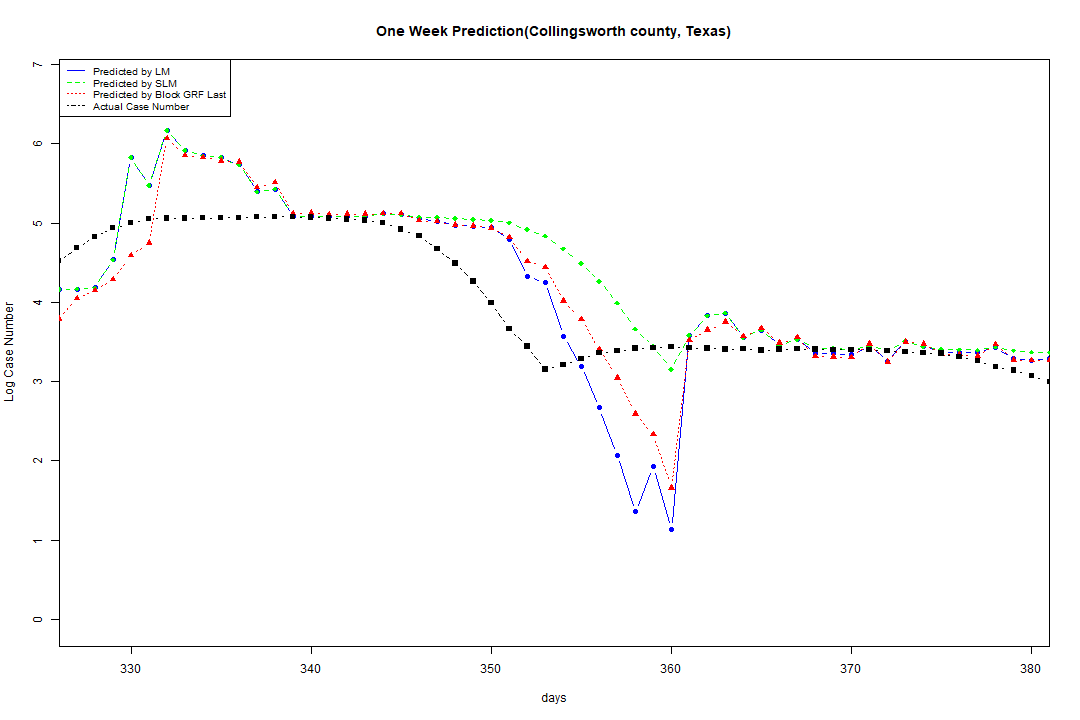 One Week Prediction(Collingsworth county, Texas)
7
Predicted by LM
Predicted by SLM
Predicted by Block GRF Last
Actual Case Number
6
5
4
3
2
1
0
Log Case Number
330
340
350
360
370
380
days